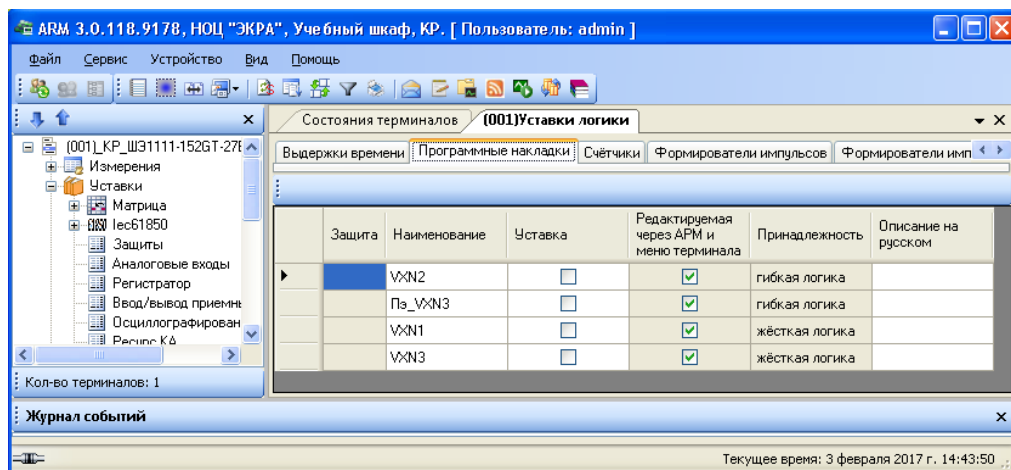 ARM 3.0.118.9178, НОЦ "ЭКРА", Учебный шкаф, КР. [ Пользователь: admin ]
Файл Сервис Устройство Вид Помощь
Состояния терминалов (001)Уставки логики
(001)_КР_ШЭ1111-152GT-27E
Измерения
Уставки
Матрица
Iec61850
Защиты
Аналоговые входы
Регистратор
Ввод/вывод приемнь
Осциллографирован
Ресурс КА
Кол-во терминалов: 1
Выдержки времени Программные накладки Счётчики Формирователи импульсов Формирователи имп
Защита Наименование Уставка Редактируемая через АРМ и меню терминала Принадлежность Описание на русском
VXN2 гибкая логика
Пэ_VXN3 гибкая логика
VXN1 жёсткая логика
VXN3 жёсткая логика
Журнал событий
Текущее время: 3 февраля 2017 г. 14:43:50